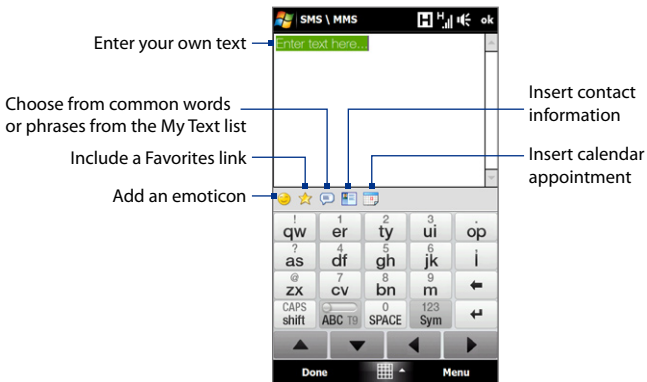 SMS \ MMS
H
H
ok
Enter your own text
Enter text here...
Choose from common words
or phrases from the My Text list
Include a Favorites link
Add an emoticon
Insert contact
information
Insert calendar
appointment
! 1 2 3 .
qw er ty ui op
? 4 5 6
as df gh jk l
@ 7 8 9
zx cv bn m
CAPS 0 123
shift ABC T9 SPACE Sym
Done Menu